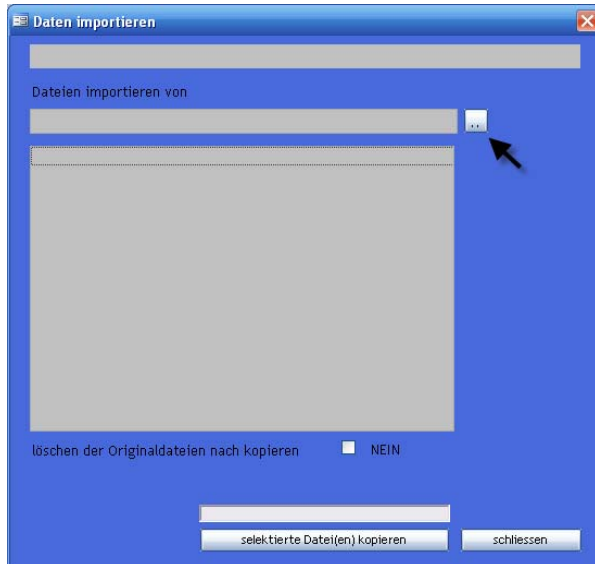 Daten importieren
Dateien importieren von
..
löschen der Originaldateien nach kopieren NEIN
selektierte Datei(en) kopieren schliessen